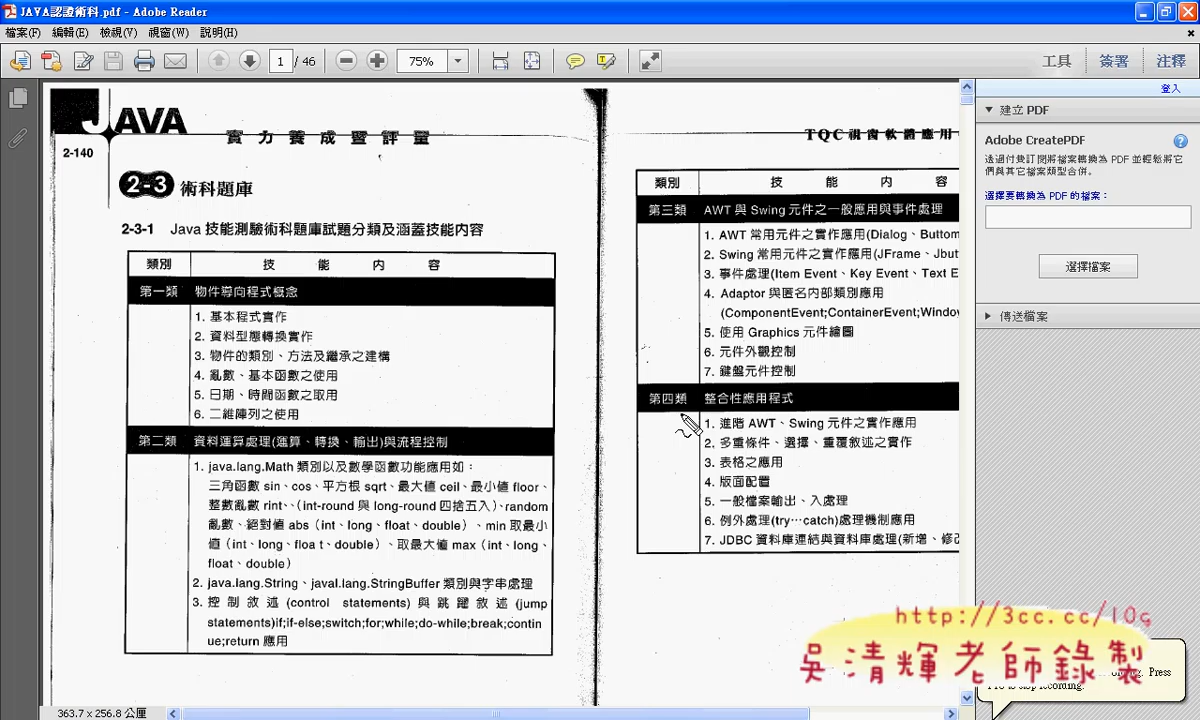 JAVA認證術科.pdf - Adobe Reader
檔案(F) 編輯(E) 檢視(V) 視窗(W) 說明(H)
1 / 46 75% 工具 簽署 注釋
登入
建立 PDF
Adobe CreatePDF
透過付費訂閱將檔案轉換為 PDF 並輕鬆將它
們與其它檔案類型合併。
選擇要轉換為 PDF 的檔案：
選擇檔案
傳送檔案
JAVA
實力養成暨評量
2-140
2-3 術科題庫
2-3-1 Java 技能測驗術科題庫試題分類及涵蓋技能內容
類別 技能內容
第一類 物件導向程式概念
1. 基本程式實作
2. 資料型態轉換實作
3. 物件的類別、方法及繼承之建構
4. 亂數、基本函數之使用
5. 日期、時間函數之取用
6. 二維陣列之使用
第二類 資料運算處理(運算、轉換、輸出)與流程控制
1. java.lang.Math 類別以及數學函數功能應用如：
三角函數 sin、cos、平方根 sqrt、最大值 ceil、最小值 floor、
整數亂數 rint、、(int-round 與 long-round 四捨五入)、random
亂數、絕對值 abs（int、long、float、double）、min 取最小
值（int、long、floa t、double）、取最大值 max（int、long、
float、double）
2. java.lang.String、javal.lang.StringBuffer 類別與字串處理
3. 控制敘述(control statements)與跳躍敘述(jump
statements)if;if-else;switch;for;while;do-while;break;contin
ue;return 應用
TQC視窗軟體應用
類別 技能內容
第三類 AWT 與 Swing 元件之一般應用與事件處理
1. AWT 常用元件之實作應用(Dialog、Buttom
2. Swing 常用元件之實作應用(JFrame、Jbut
3. 事件處理(Item Event、Key Event、Text E
4. Adaptor 與匿名內部類別應用
(ComponentEvent;ContainerEvent;Window
5. 使用 Graphics 元件繪圖
6. 元件外觀控制
7. 鍵盤元件控制
第四類 整合性應用程式
1. 進階 AWT、Swing 元件之實作應用
2. 多重條件、選擇、重覆敘述之實作
3. 表格之應用
4. 版面配置
5. 一般檔案輸出、入處理
6. 例外處理(try…catch)處理機制應用
7. JDBC 資料庫連結與資料庫處理(新增、修改
http://3cc.cc/10g
吳清輝老師錄製
Press
363.7 x 256.8 公釐